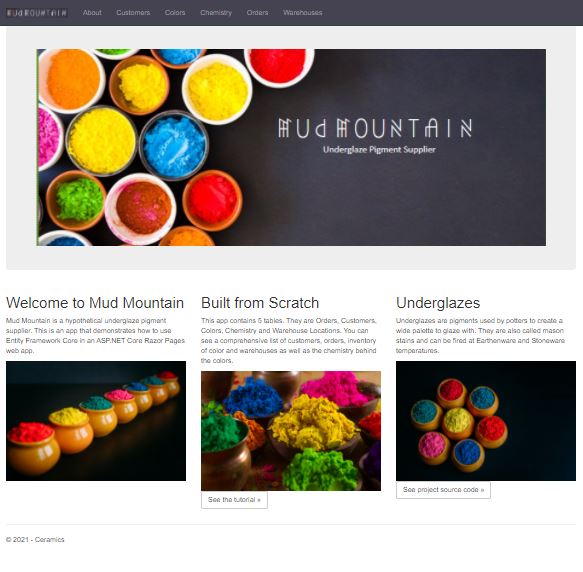 MUD MOUNTAIN About Customers Colors Chemistry Orders Warehouses
MUd MOUNTAIN
Underglaze Pigment Supplier
Welcome to Mud Mountain
Mud Mountain is a hypothetical underglaze pigment
supplier. This is an app that demonstrates how to use
Entity Framework Core in an ASP.NET Core Razor Pages
web app.
Built from Scratch
This app contains 5 tables. They are Orders, Customers,
Colors, Chemistry and Warehouse Locations. You can
see a comprehensive list of customers, orders, inventory
of color and warehouses as well as the chemistry behind
the colors.
See the tutorial »
Underglazes
Underglazes are pigments used by potters to create a
wide palette to glaze with. They are also called mason
stains and can be fired at Earthenware and Stoneware
temperatures.
See project source code »
© 2021 - Ceramics